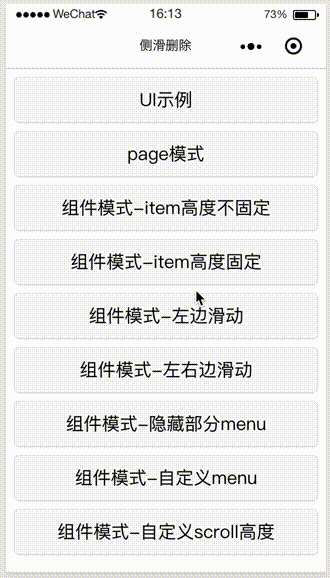 WeChat 16:13 73%
侧滑删除
UI示例
page模式
组件模式-item高度不固定
组件模式-item高度固定
组件模式-左边滑动
组件模式-左右边滑动
组件模式-隐藏部分menu
组件模式-自定义menu
组件模式-自定义scroll高度